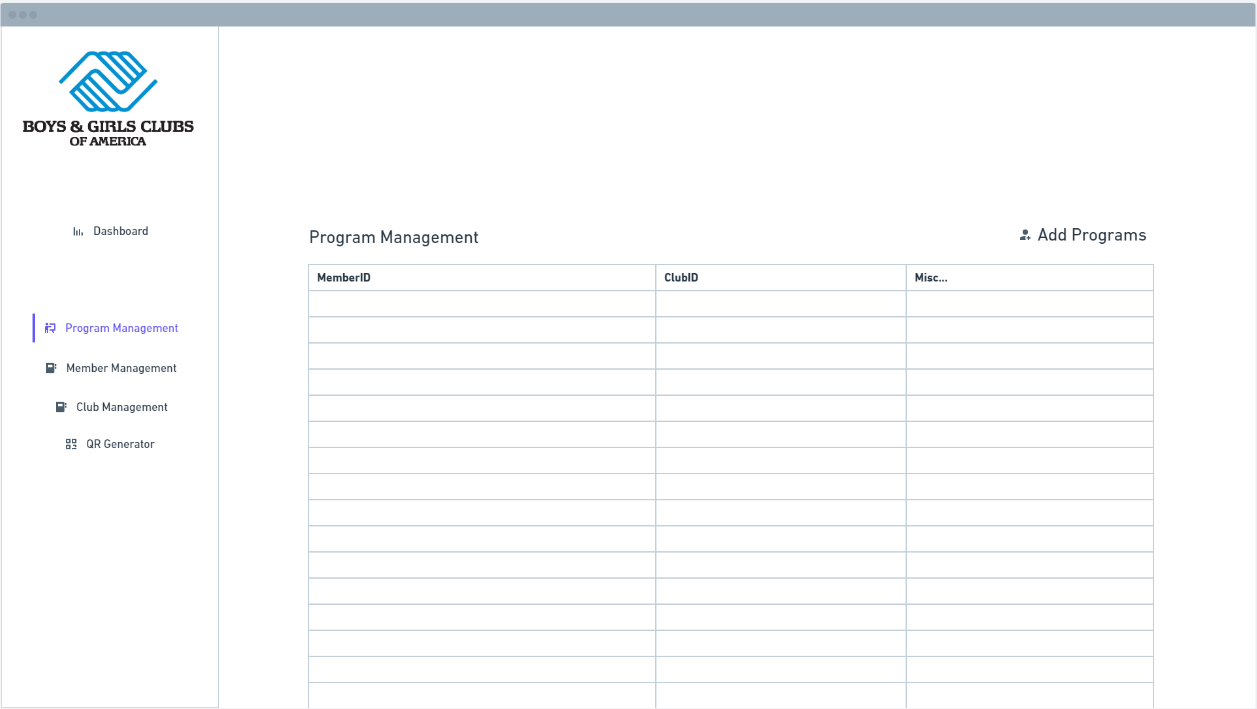 BOYS & GIRLS CLUBS
OF AMERICA
Dashboard
Program Management
Member Management
Club Management
QR Generator
Program Management
Add Programs
MemberID ClubID Misc...